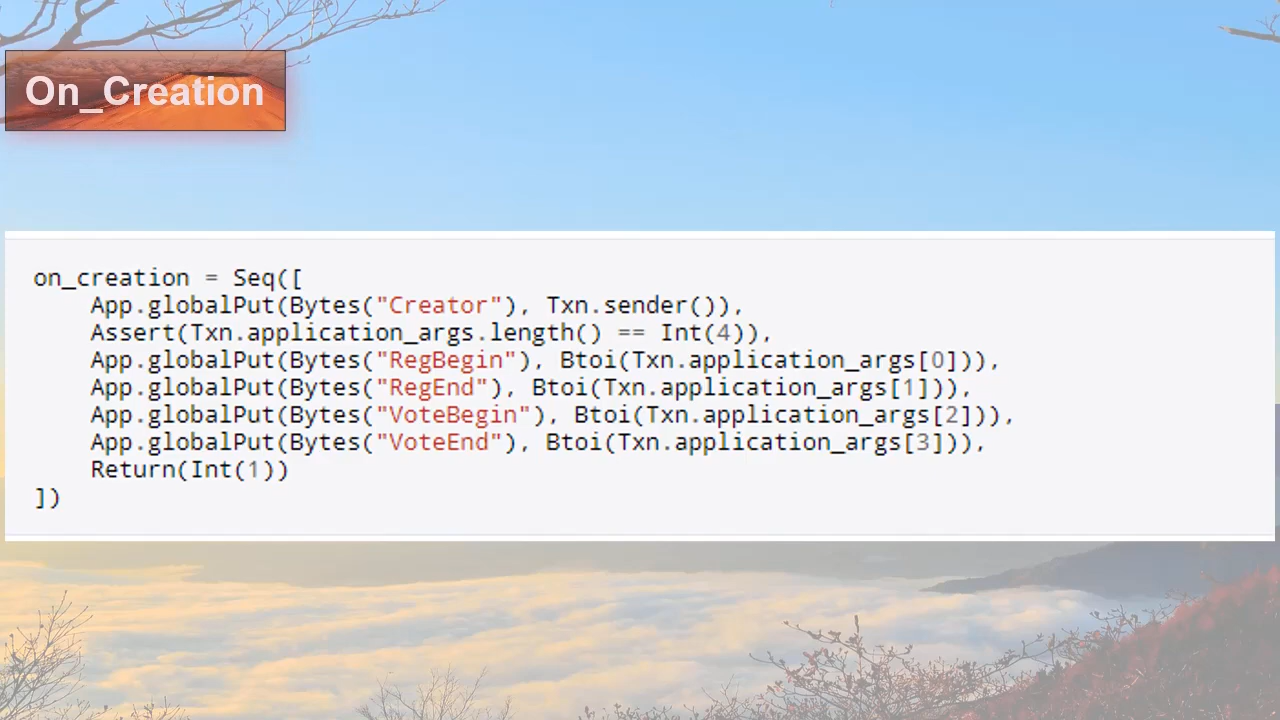 On_Creation
on_creation = Seq([
    App.globalPut(Bytes("Creator"), Txn.sender()),
    Assert(Txn.application_args.length() == Int(4)),
    App.globalPut(Bytes("RegBegin"), Btoi(Txn.application_args[0])),
    App.globalPut(Bytes("RegEnd"), Btoi(Txn.application_args[1])),
    App.globalPut(Bytes("VoteBegin"), Btoi(Txn.application_args[2])),
    App.globalPut(Bytes("VoteEnd"), Btoi(Txn.application_args[3])),
    Return(Int(1))
])